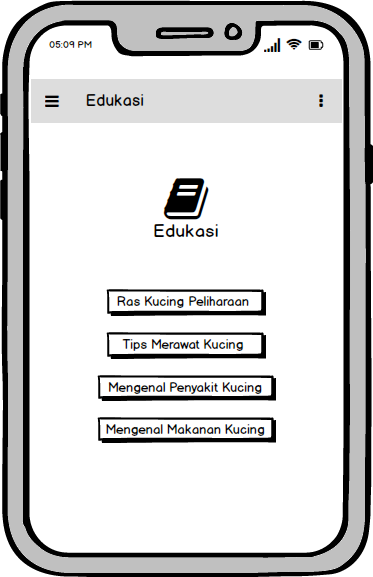 05:09 PM
Edukasi
Edukasi
Ras Kucing Peliharaan
Tips Merawat Kucing
Mengenal Penyakit Kucing
Mengenal Makanan Kucing